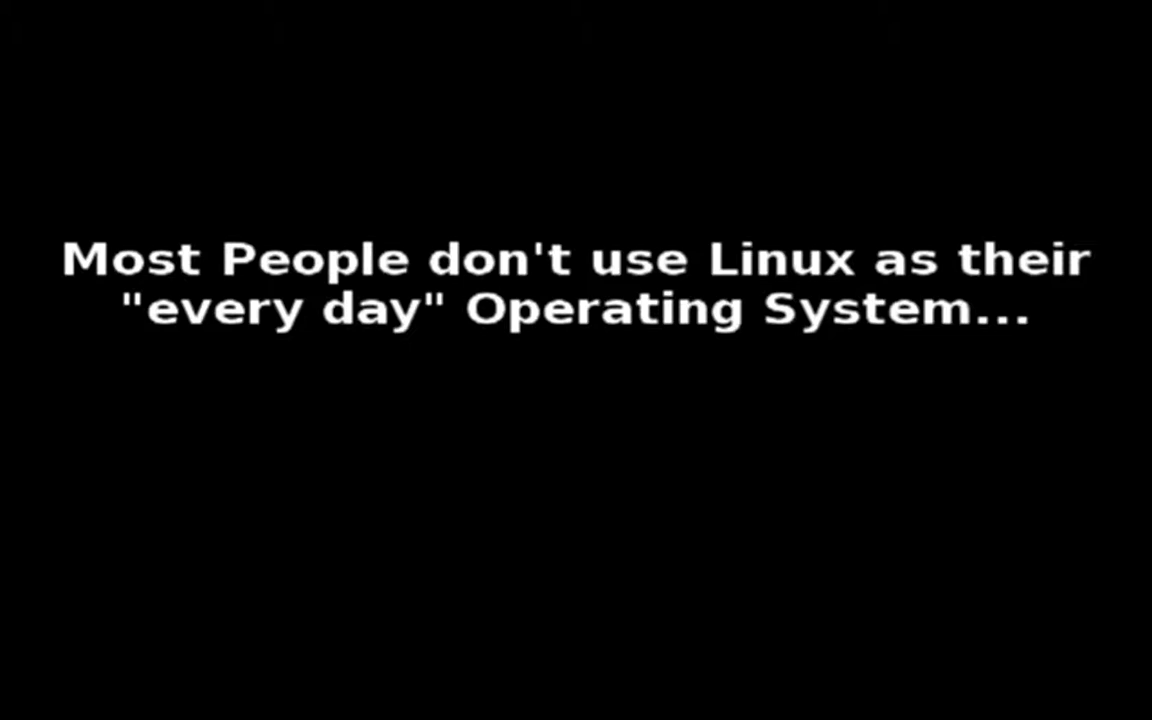 Most People don't use Linux as their
"every day" Operating System...